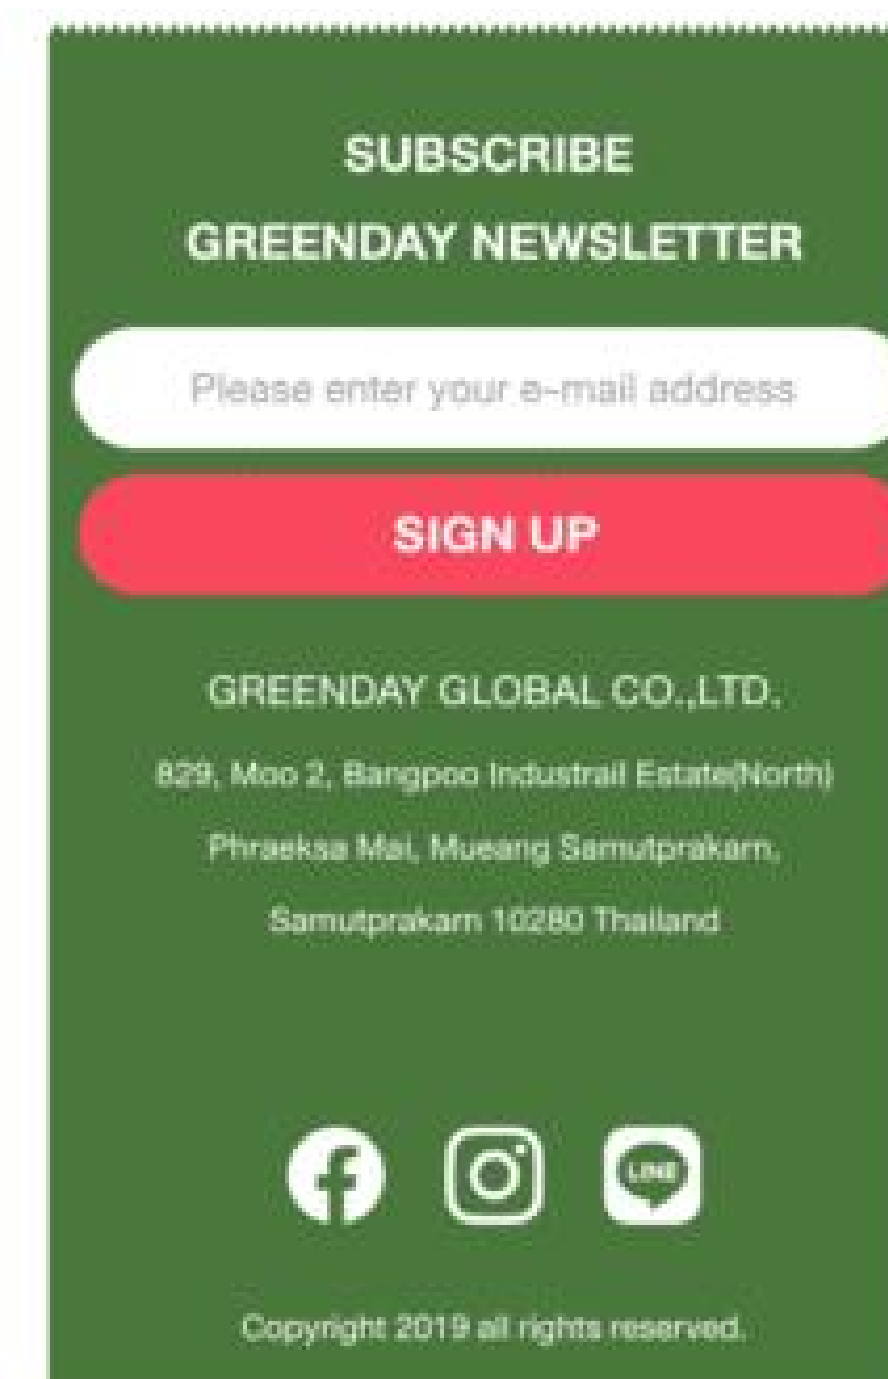 SUBSCRIBE
GREENDAY NEWSLETTER
Please enter your e-mail address
SIGN UP
GREENDAY GLOBAL CO.,LTD.
829, Moo 2, Bangpoo Industrail Estate(North)
Phraeksa Mai, Mueang Samutprakarn,
Samutprakarn 10280 Thailand
LINE
Copyright 2019 all rights reserved.